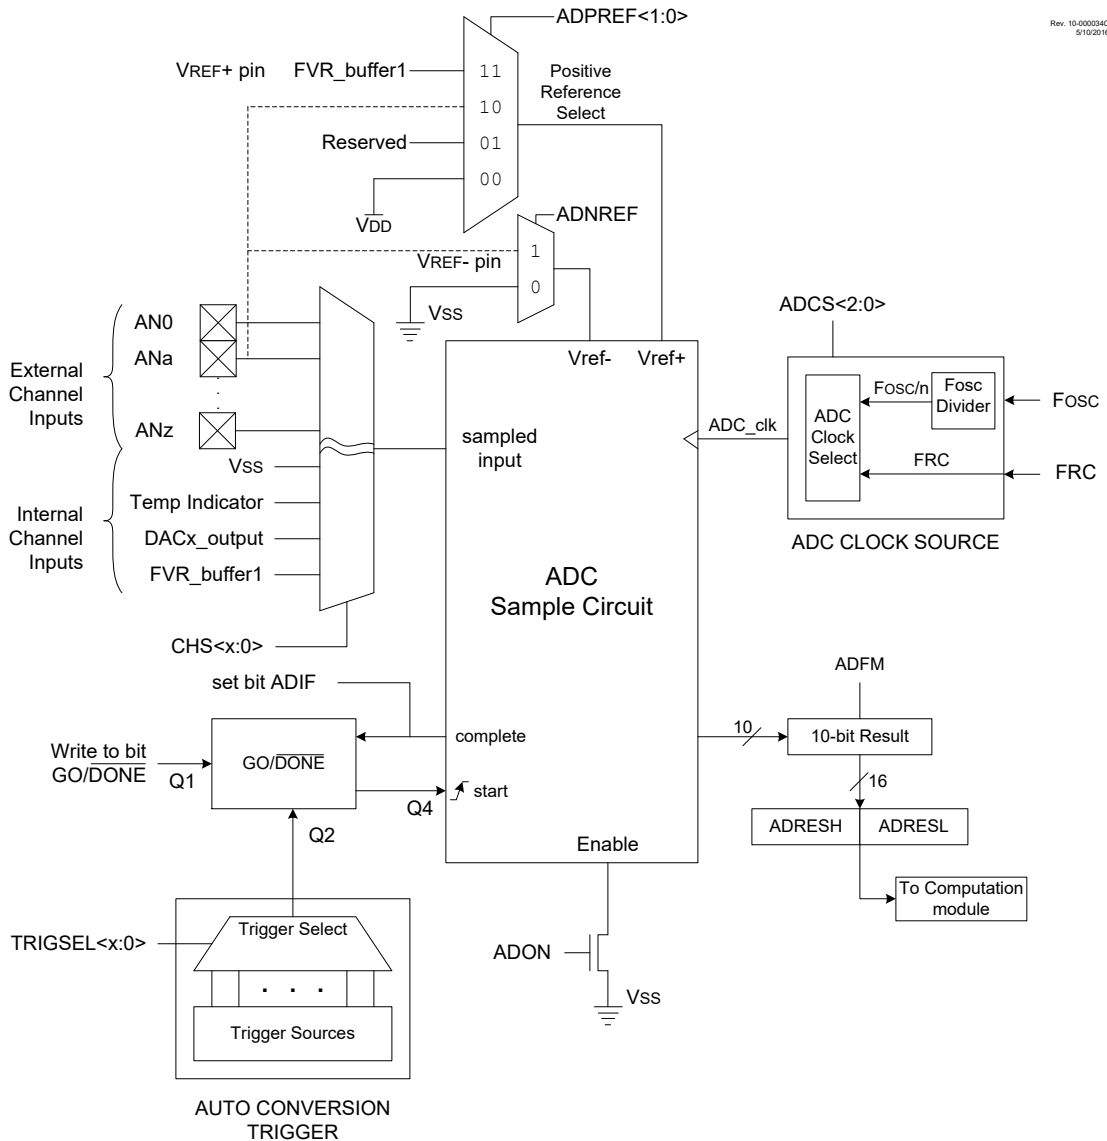 ADPREF<1:0>
Rev. 10-000034C
5/10/2016
VREF+ pin
FVR_buffer1
11
Positive
Reference
Select
10
Reserved
01
00
VDD
ADNREF
VREF- pin
1
0
VSS
ADCS<2:0>
External
Channel
Inputs
AN0
ANa
.
.
ANz
Vref-
Vref+
FOSC/n
Fosc
Divider
FOSC
ADC
Clock
Select
ADC_clk
FRC
FRC
ADC CLOCK SOURCE
sampled
input
Internal
Channel
Inputs
VSS
Temp Indicator
DACx_output
FVR_buffer1
ADC
Sample Circuit
CHS<x:0>
set bit ADIF
ADFM
Write to bit
GO/DONE
Q1
GO/DONE
complete
Q4
start
Q2
10
10-bit Result
16
ADRESH
ADRESL
Enable
To Computation
module
TRIGSEL<x:0>
Trigger Select
. . .
Trigger Sources
ADON
VSS
AUTO CONVERSION
TRIGGER